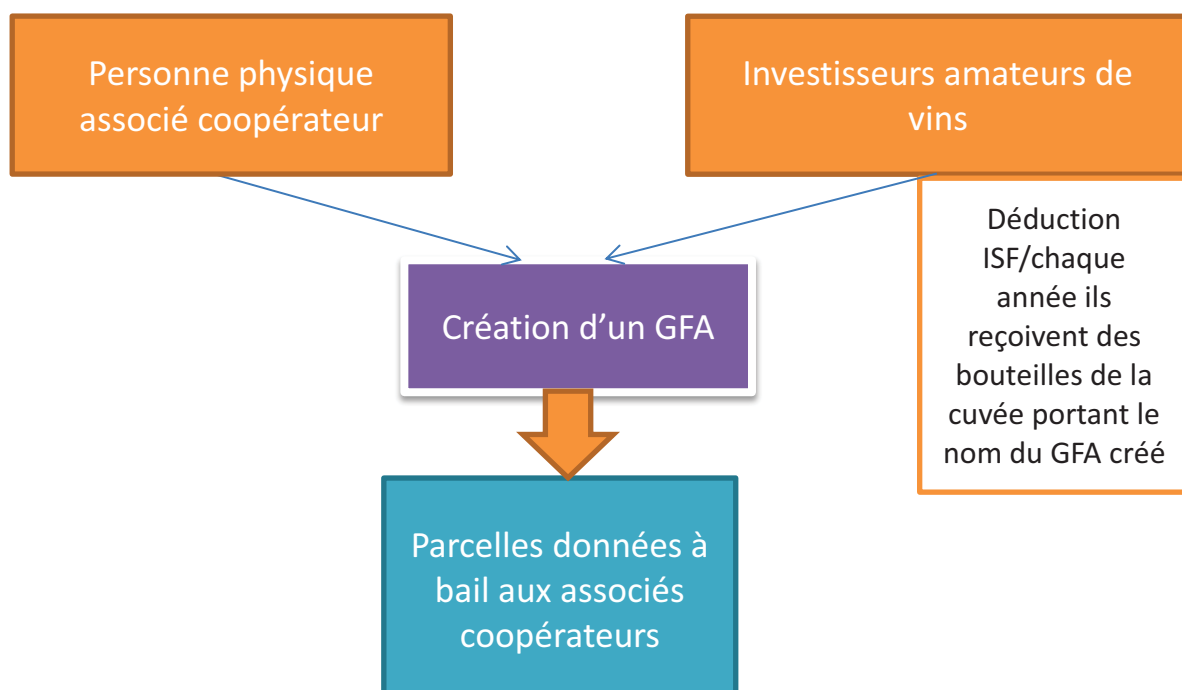 Personne physique
associé coopérateur
Investisseurs amateurs de
vins
Déduction
ISF/chaque
année ils
reçoivent des
bouteilles de la
cuvée portant le
nom du GFA créé
Création d’un GFA
Parcelles données à
bail aux associés
coopérateurs